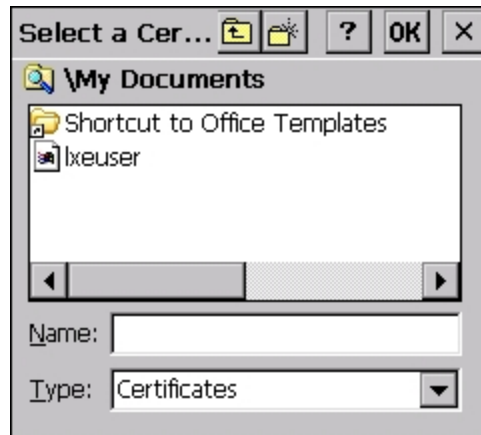 Select a Cer... ? OK ×
\My Documents
Shortcut to Office Templates
lxeuser
Name:
Type: Certificates